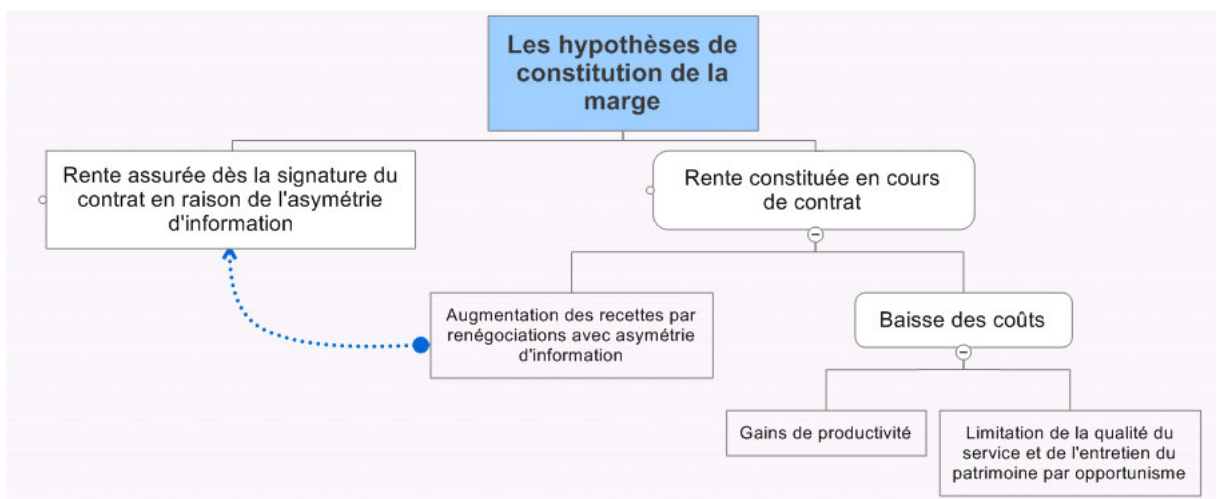 Les hypothèses de
constitution de la
marge
Rente assurée dès la signature du
contrat en raison de l'asymétrie
d'information
Rente constituée en cours
de contrat
Augmentation des recettes par
renégociations avec asymétrie
d'information
Baisse des coûts
Gains de productivité
Limitation de la qualité du
service et de l'entretien du
patrimoine par opportunisme